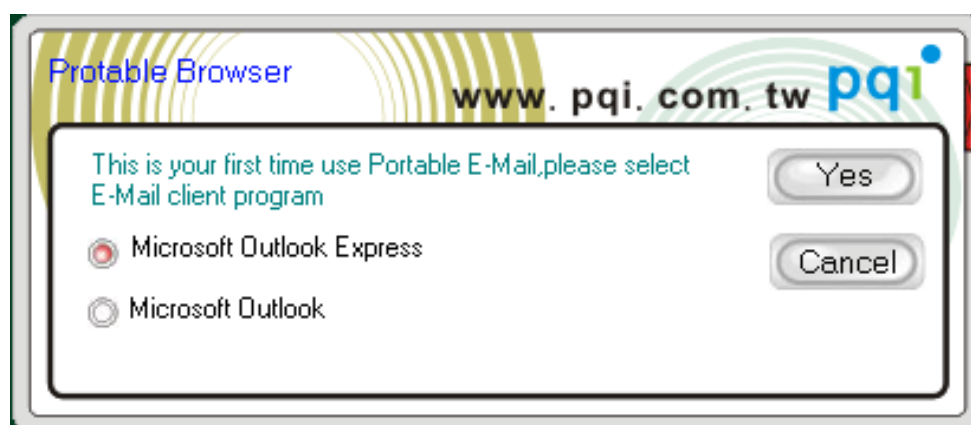 Protable Browser
www. pqi. com. tw pqi
This is your first time use Portable E-Mail,please select
E-Mail client program
Yes
Microsoft Outlook Express
Cancel
Microsoft Outlook